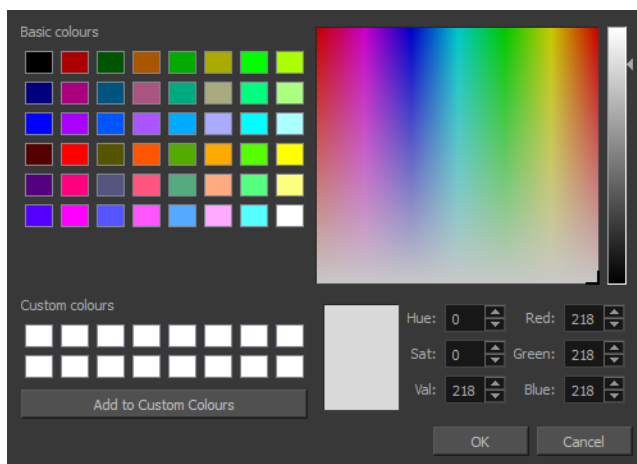 Basic colours
Custom colours
Add to Custom Colours
Hue: 0 Red: 218
Sat: 0 Green: 218
Val: 218 Blue: 218
OK Cancel